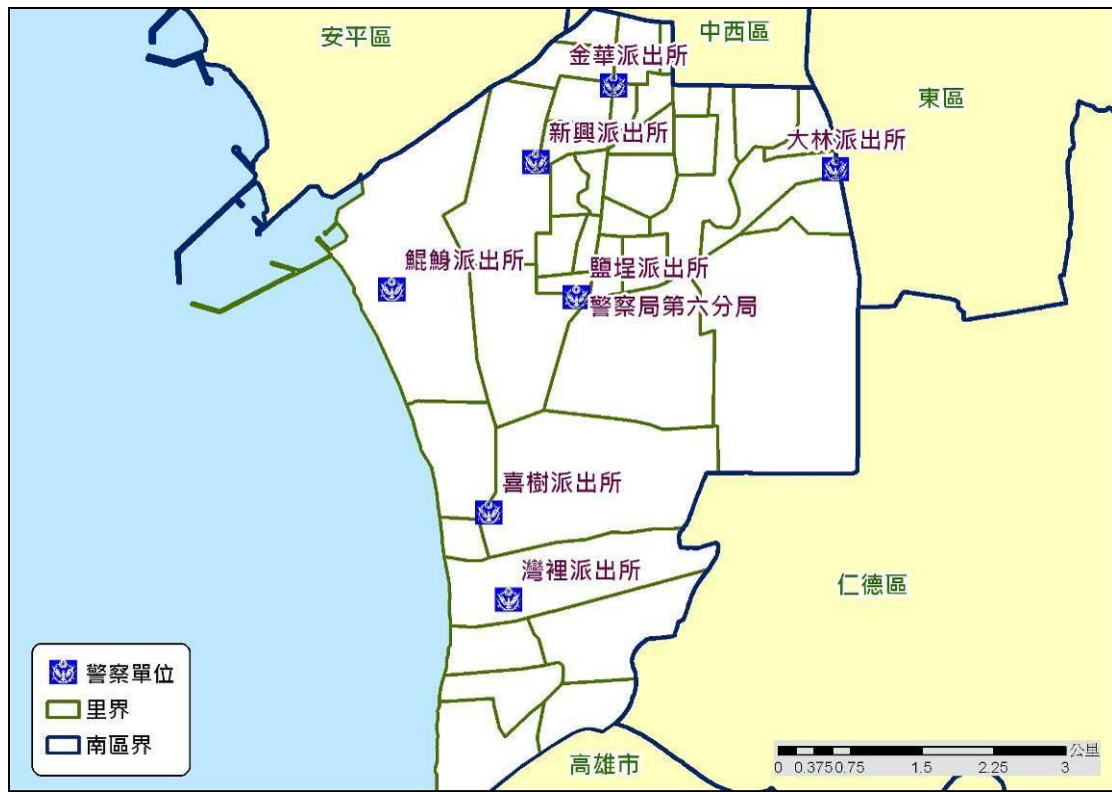 安平區
中西區
金華派出所
東區
新興派出所
大林派出所
鯤鯓派出所
鹽埕派出所
警察局第六分局
喜樹派出所
灣裡派出所
仁德區
高雄市
警察單位
里界
南區界
公里
0 0.375 0.75 1.5 2.25 3